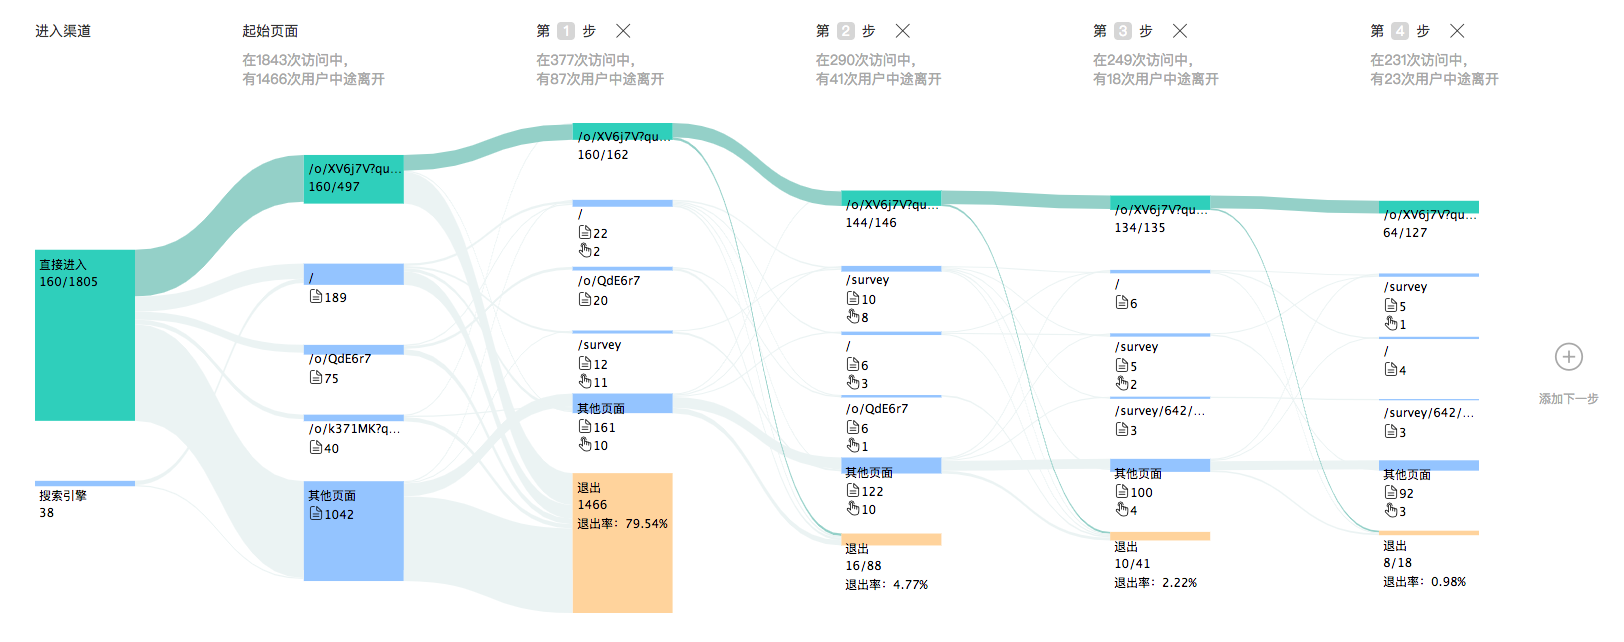 进入渠道
起始页面
在1843次访问中，
有1466次用户中途离开
第 1 步
在377次访问中，
有87次用户中途离开
第 2 步
在290次访问中，
有41次用户中途离开
第 3 步
在249次访问中，
有18次用户中途离开
第 4 步
在231次访问中，
有23次用户中途离开
直接进入
160/1805
搜索引擎
38
/o/XV6j7V?qu...
160/497
/
189
/o/QdE6r7
75
/o/k371MK?q...
40
其他页面
1042
/o/XV6j7V?qu...
160/162
/
22
2
/o/QdE6r7
20
/survey
12
11
其他页面
161
10
退出
1466
退出率：79.54%
/o/XV6j7V?qu...
144/146
/survey
10
8
/
6
3
/o/QdE6r7
6
1
其他页面
122
10
退出
16/88
退出率：4.77%
/o/XV6j7V?qu...
134/135
/
6
/survey
5
2
/survey/642/...
3
其他页面
100
4
退出
10/41
退出率：2.22%
/o/XV6j7V?qu...
64/127
/survey
5
1
/
4
/survey/642/...
3
其他页面
92
3
退出
8/18
退出率：0.98%
添加下一步